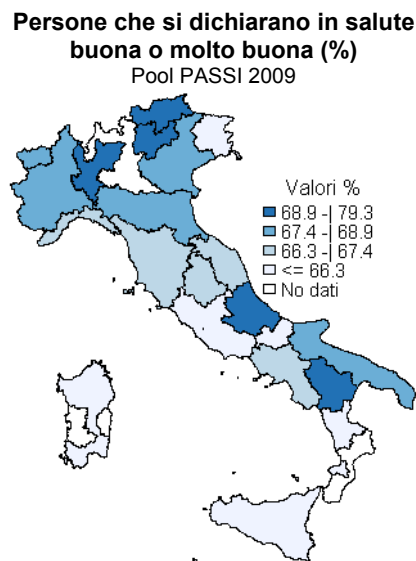 Persone che si dichiarano in salute
buona o molto buona (%)
Pool PASSI 2009
Valori %
68.9 -| 79.3
67.4 -| 68.9
66.3 -| 67.4
<= 66.3
No dati